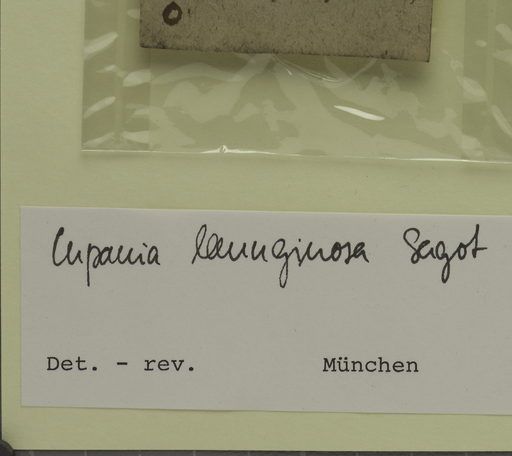 Cupania lanuginosa Sagot
Det. - rev. München